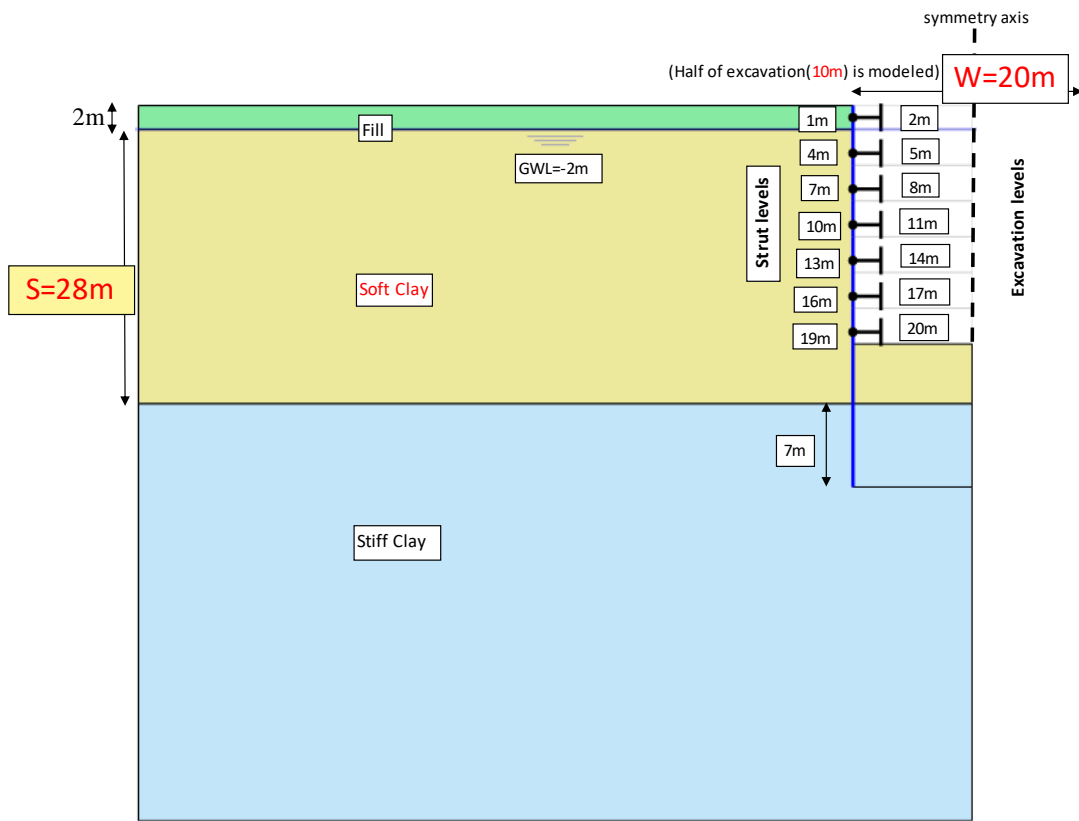 symmetry axis
(Half of excavation(10m) is modeled)
W=20m
2m
Fill
1m
2m
GWL=-2m
4m
5m
7m
8m
10m
11m
13m
14m
16m
17m
19m
20m
Strut levels
Excavation levels
S=28m
Soft Clay
7m
Stiff Clay